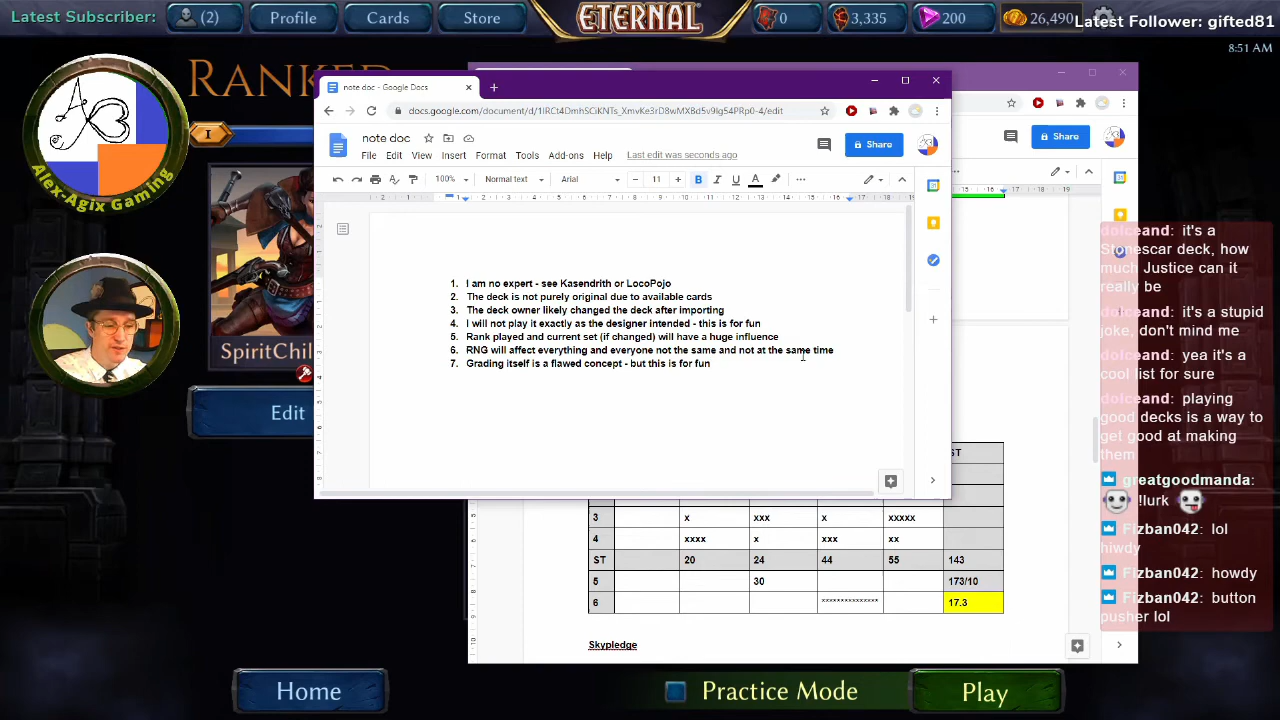 Latest Subscriber:
(2)
Profile
Cards
Store
ETERNAL
0
3,335
200
26,490
Latest Follower: gifted81
8:51 AM
RANKED
Alex-Agix Gaming
I
SpiritChil
Edit
note doc - Google Docs
docs.google.com/document/d/1IRCt4DmhSGiKNTs_XmvKe3rD8wMXBd5v9Ig54PRp0-4/edit
note doc
Share
File Edit View Insert Format Tools Add-ons Help Last edit was seconds ago
100% Normal text Arial 11 B I U A
1. I am no expert - see Kasendrith or LocoPojo
2. The deck is not purely original due to available cards
3. The deck owner likely changed the deck after importing
4. I will not play it exactly as the designer intended - this is for fun
5. Rank played and current set (if changed) will have a huge influence
6. RNG will affect everything and everyone not the same and not at the same time
7. Grading itself is a flawed concept - but this is for fun
Share
ST
3 x xxx x xxxxx
4 xxxx x xxx xx
ST 20 24 44 55 143
5 30 173/10
6 *************** 17.3
Skypledge
dolceand: it's a
Stonescar deck, how
much Justice can it
really be
dolceand: it's a stupid
joke, don't mind me
dolceand: yea it's a
cool list for sure
dolceand: playing
good decks is a way to
get good at making
them
greatgoodmanda:
!lurk
Fizban042: lol
hiwdy
Fizban042: howdy
Fizban042: button
pusher lol
Home
Practice Mode
Play